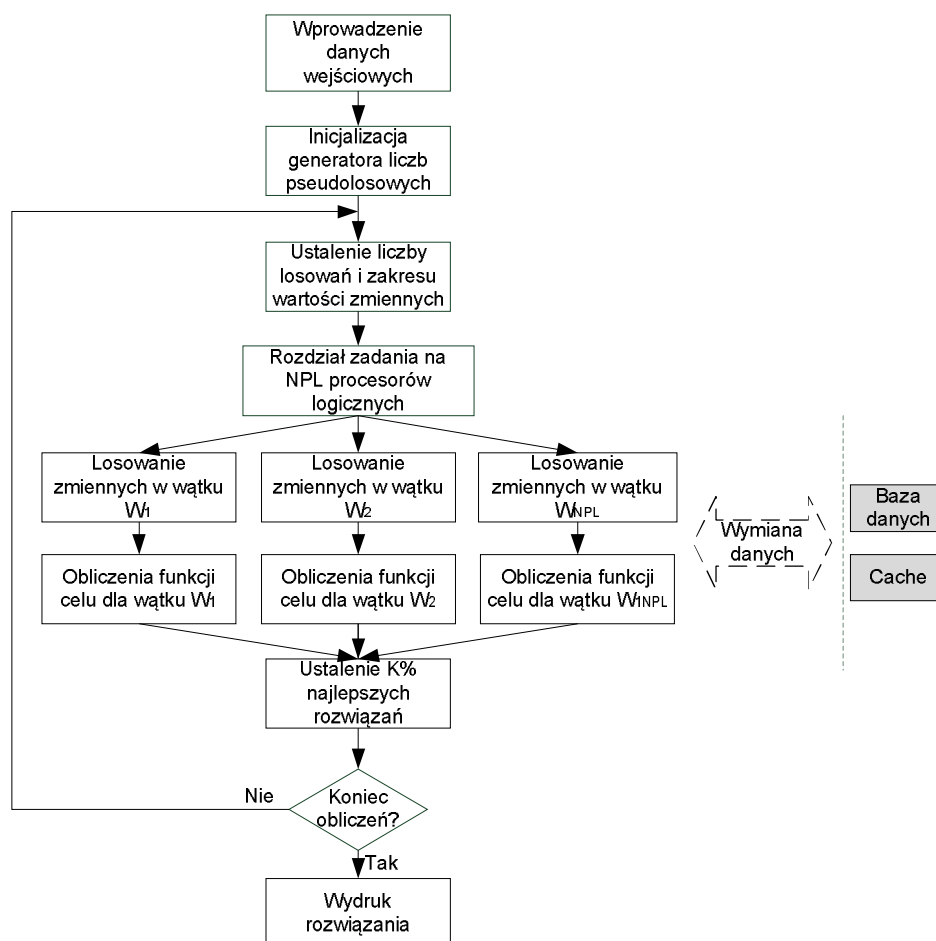 Wprowadzenie
danych
wejściowych
Inicjalizacja
generatora liczb
pseudolosowych
Ustalenie liczby
losowań i zakresu
wartości zmiennych
Rozdział zadania na
NPL procesorów
logicznych
Losowanie
zmiennych w wątku
W1
Losowanie
zmiennych w wątku
W2
Losowanie
zmiennych w wątku
WNPL
Obliczenia funkcji
celu dla wątku W1
Obliczenia funkcji
celu dla wątku W2
Obliczenia funkcji
celu dla wątku W1NPL
Wymiana
danych
Baza
danych
Cache
Ustalenie K%
najlepszych
rozwiązań
Koniec
obliczeń?
Nie
Tak
Wydruk
rozwiązania